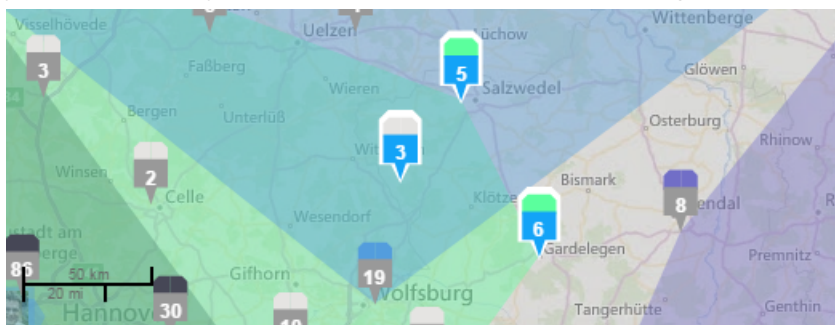 Visselhövede
Uelzen
üchow
Wittenberge
3
Faßberg
5
Glöwen
Wieren
Salzwedel
Bergen
Unterlüß
Osterburg
3
Rhinow
2
Winsen
Celle
Klötze
Bismark
8
endal
Wesendorf
6
stadt am
Gardelegen
Premnitz
86
50 km
Gifhorn
19
20 mi
Wolfsburg
30
Tangerhütte
Genthin
Hannov